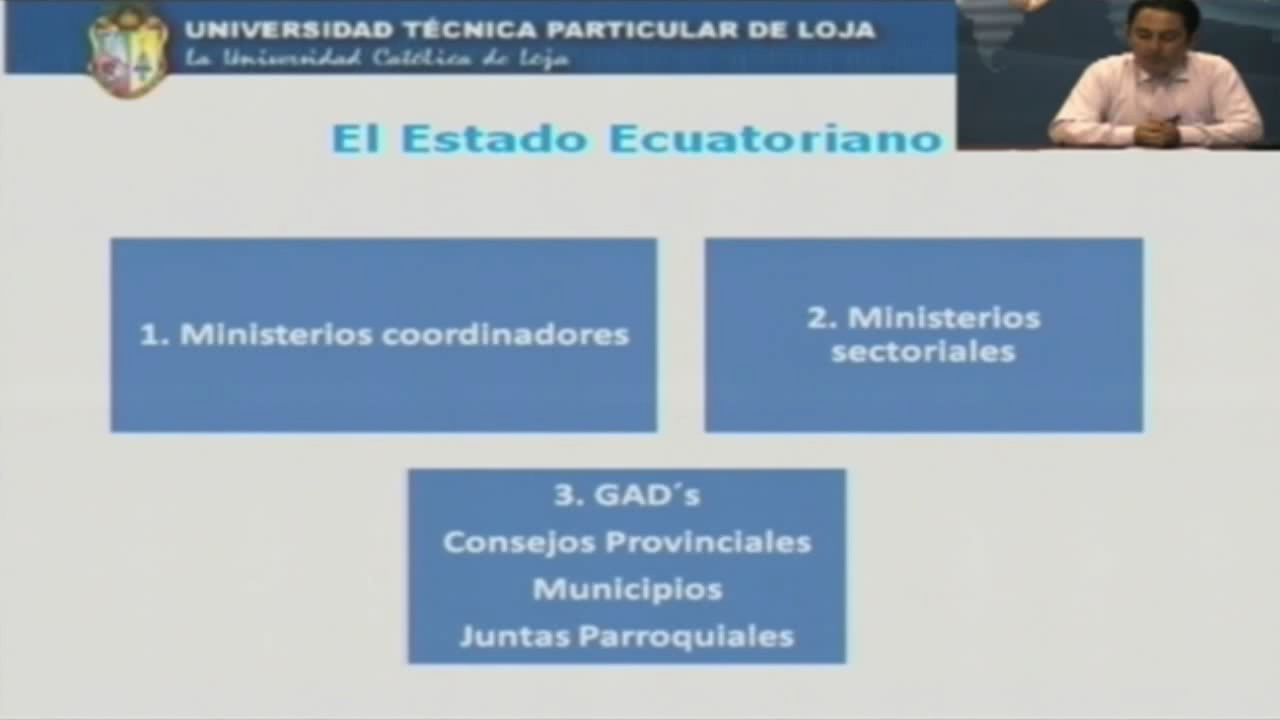 UNIVERSIDAD TÉCNICA PARTICULAR DE LOJA
La Universidad Católica de Loja
El Estado Ecuatoriano
1. Ministerios coordinadores
2. Ministerios
sectoriales
3. GAD´s
Consejos Provinciales
Municipios
Juntas Parroquiales